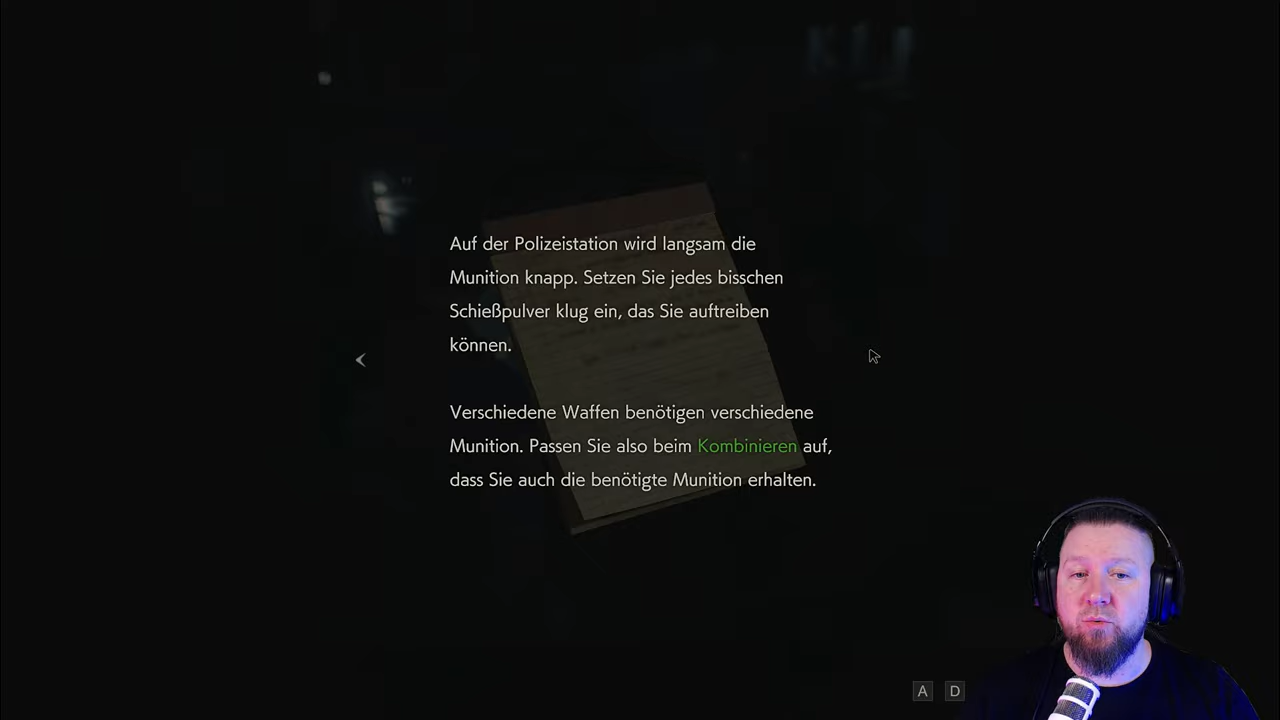 Auf der Polizeistation wird langsam die
Munition knapp. Setzen Sie jedes bisschen
Schießpulver klug ein, das Sie auftreiben
können.
Verschiedene Waffen benötigen verschiedene
Munition. Passen Sie also beim Kombinieren auf,
dass Sie auch die benötigte Munition erhalten.
A D